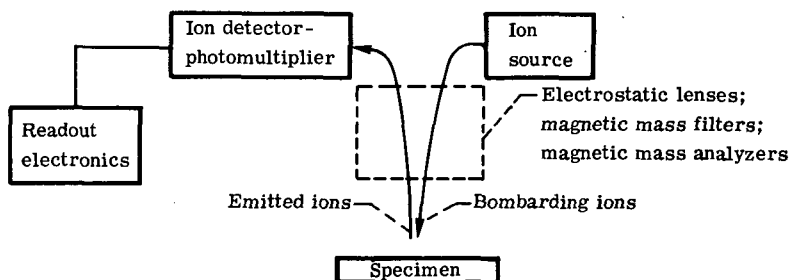 Ion detector-
photomultiplier
Ion
source
Readout
electronics
Electrostatic lenses;
magnetic mass filters;
magnetic mass analyzers
Emitted ions
Bombarding ions
Specimen